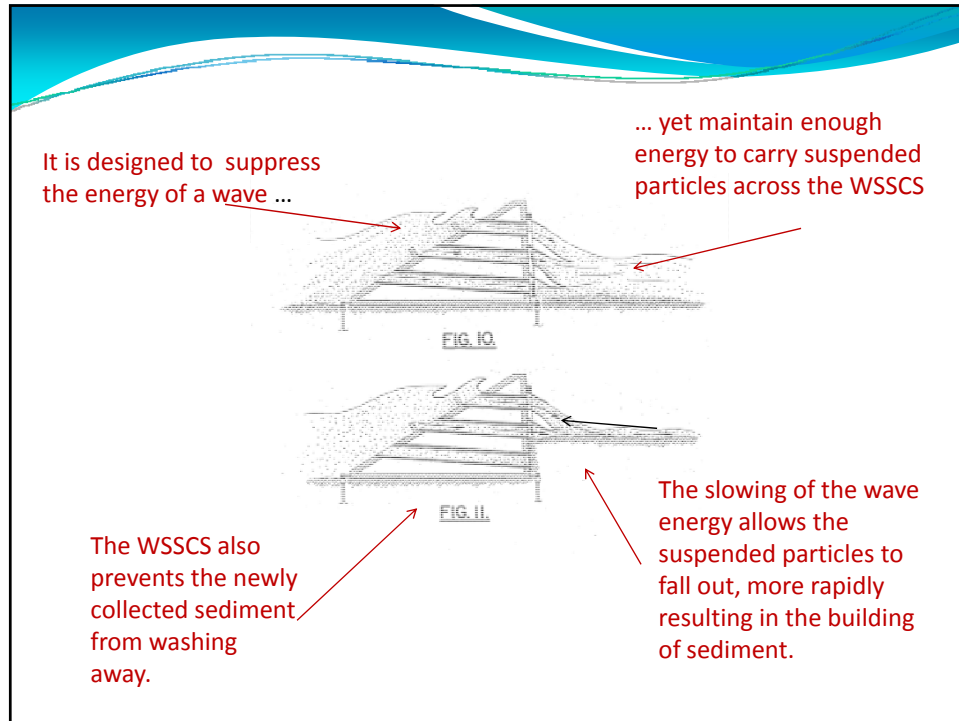 It is designed to  suppress
the energy of a wave ...
... yet maintain enough
energy to carry suspended
particles across the WSSCS
FIG. 10.
FIG. 11.
The WSSCS also
prevents the newly
collected sediment
from washing
away.
The slowing of the wave
energy allows the
suspended particles to
fall out, more rapidly
resulting in the building
of sediment.